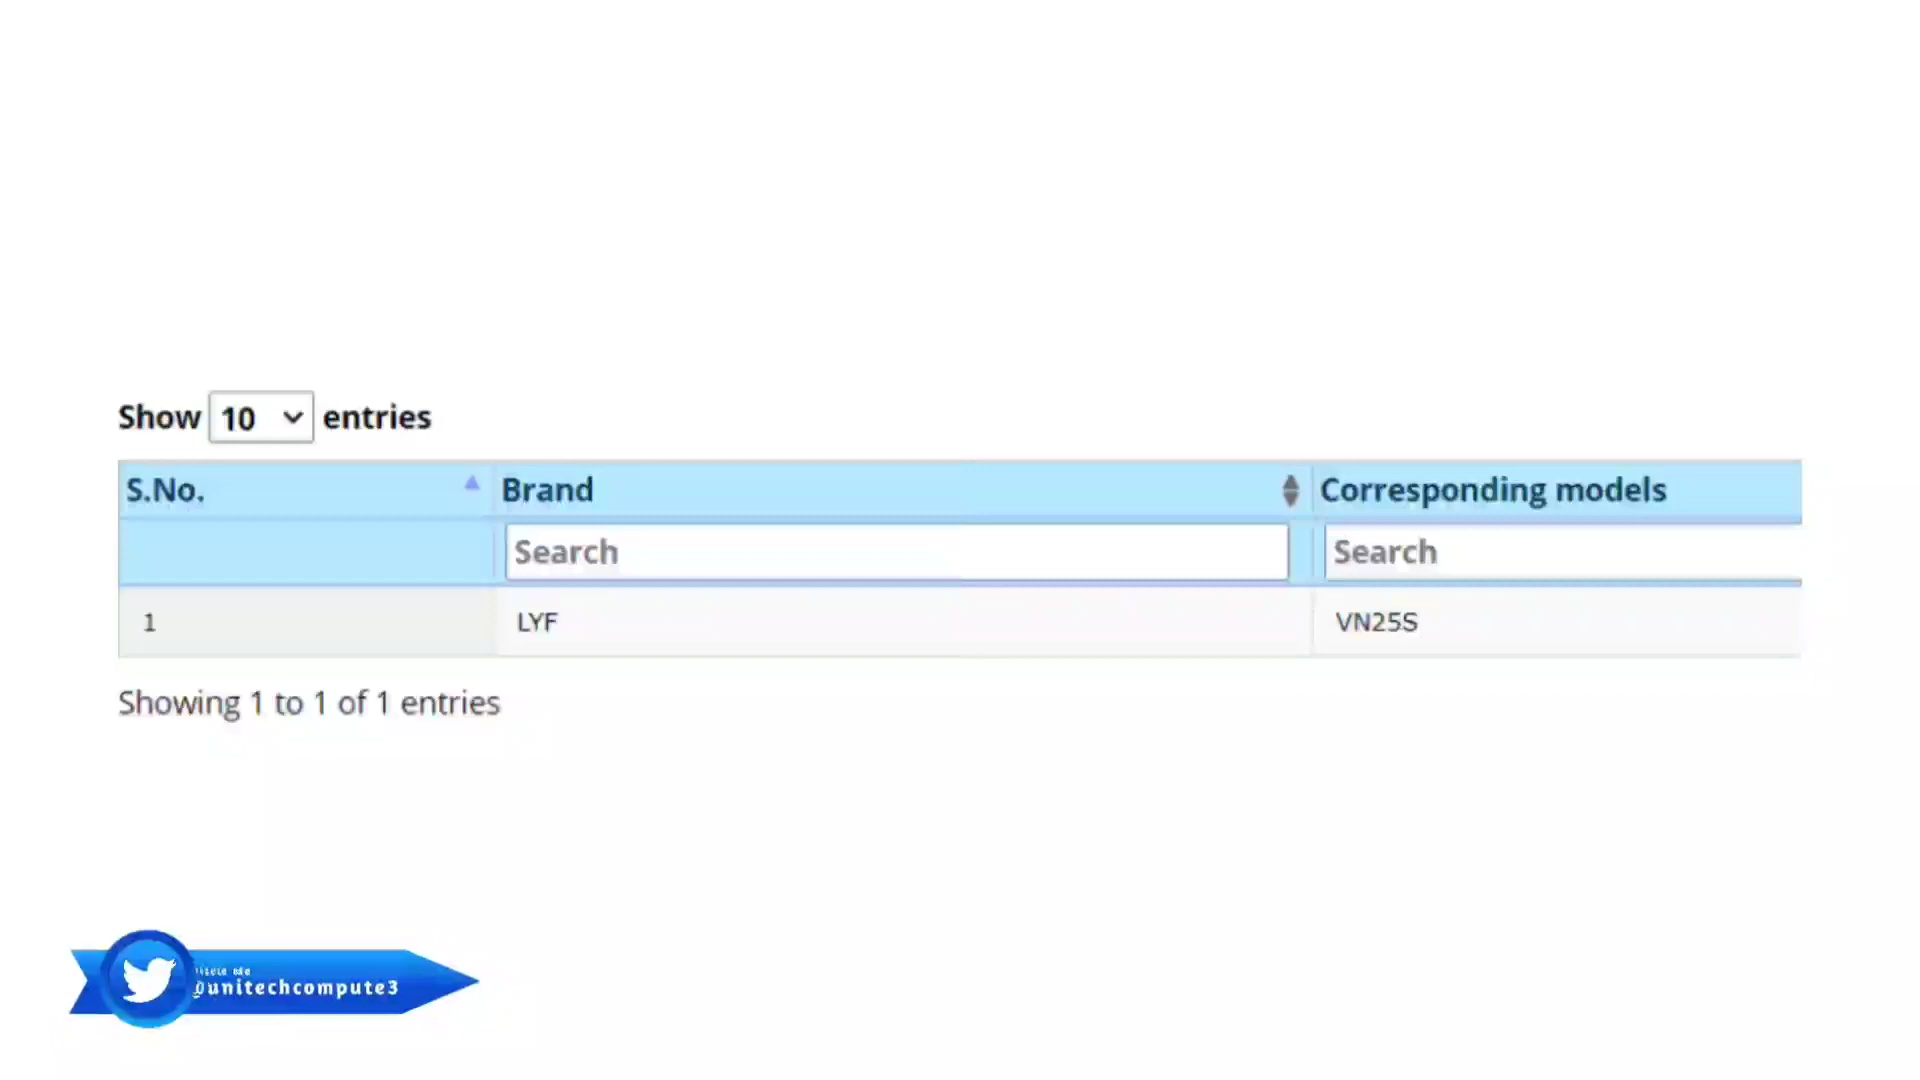 Show 10 entries
S.No. Brand Corresponding models
Search Search
1 LYF VN25S
Showing 1 to 1 of 1 entries
@unitechcompute3